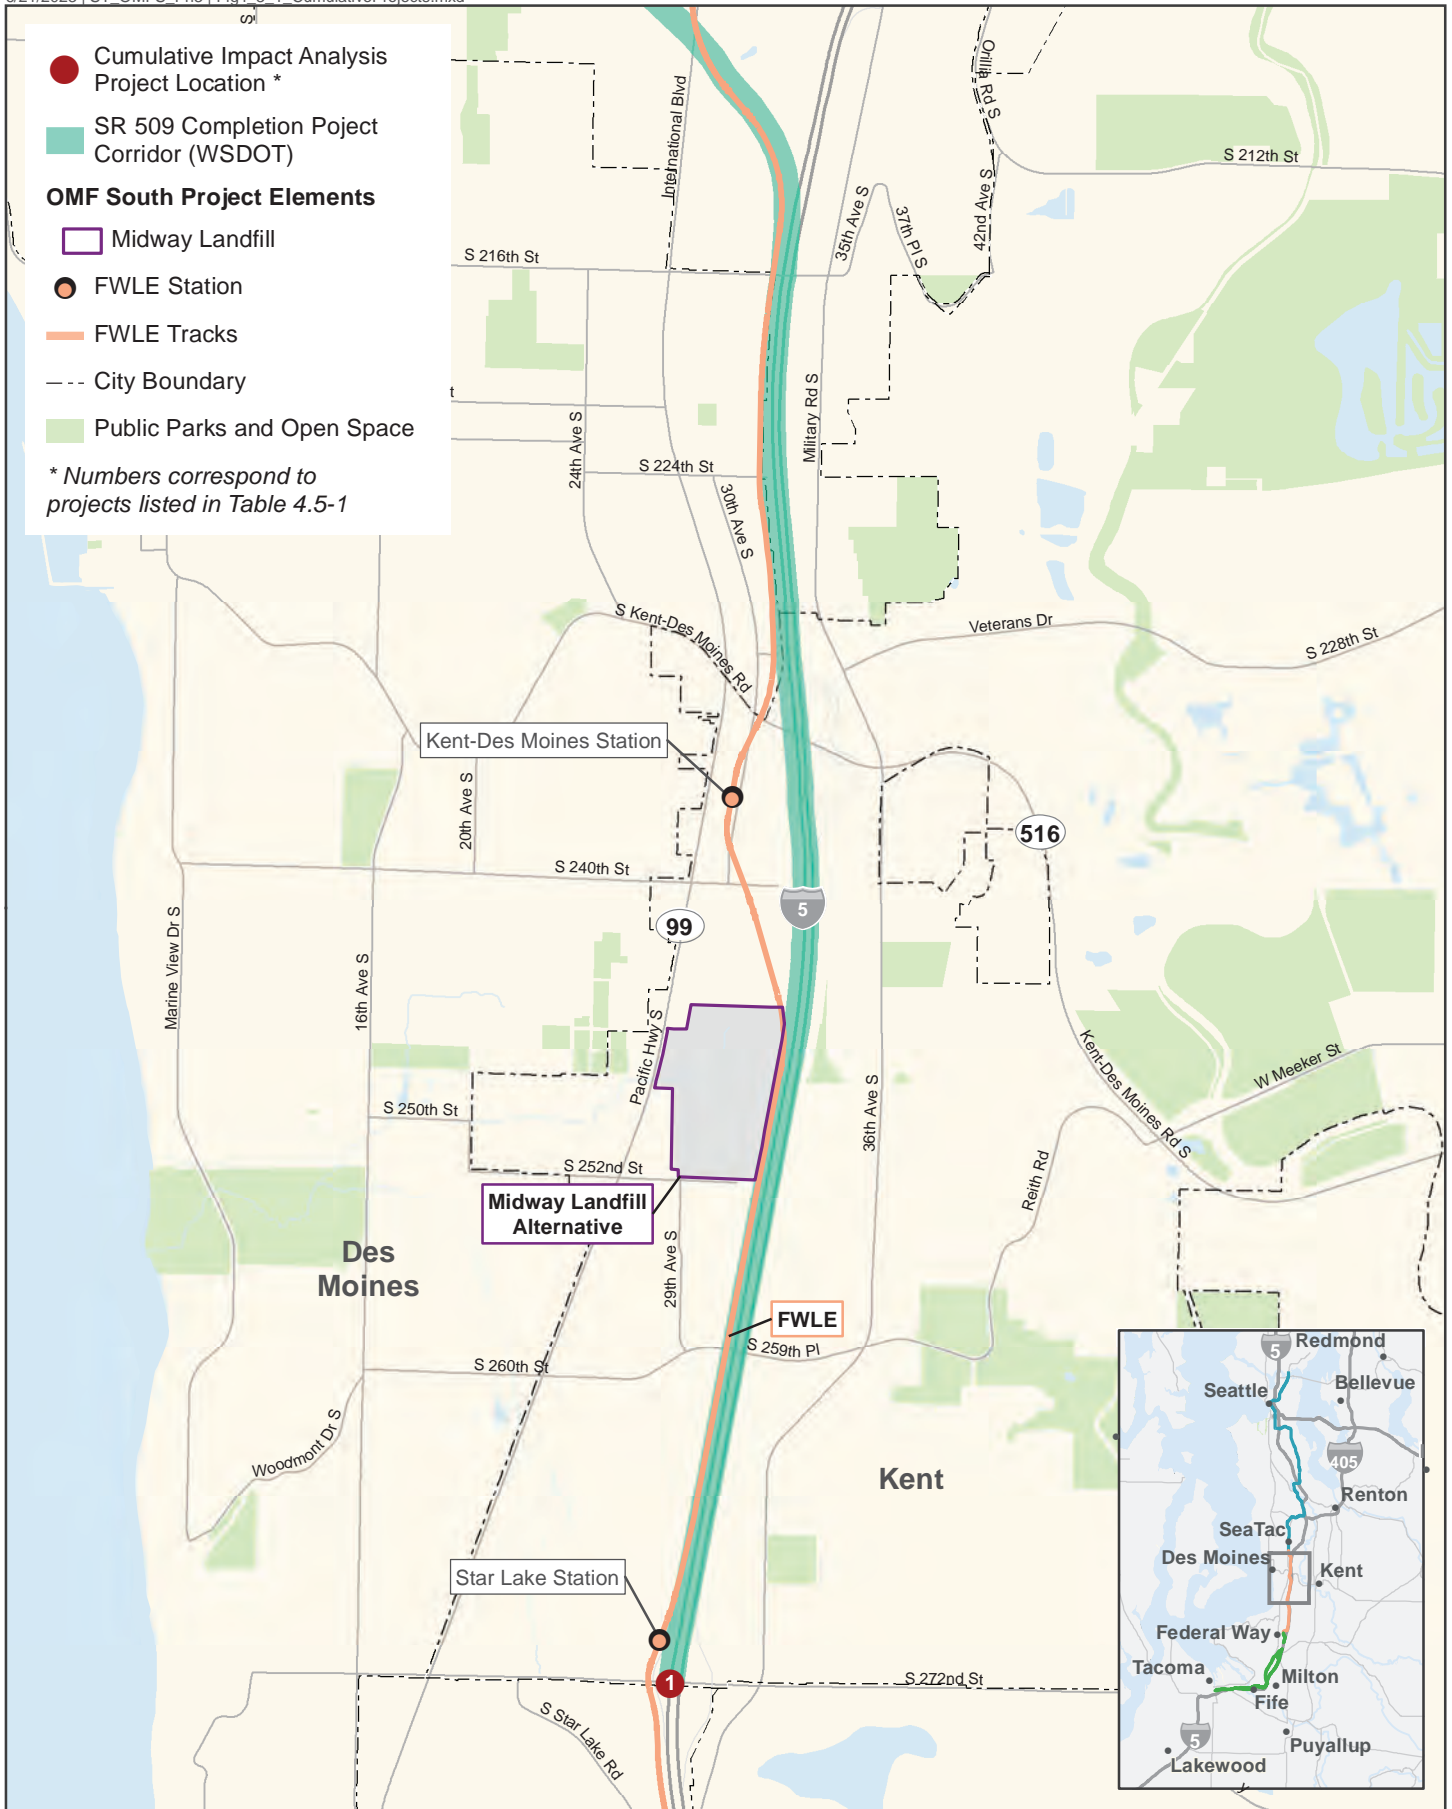 Cumulative Impact Analysis
Project Location *
SR 509 Completion Poject
Corridor (WSDOT)
OMF South Project Elements
Midway Landfill
FWLE Station
FWLE Tracks
City Boundary
Public Parks and Open Space
* Numbers correspond to
projects listed in Table 4.5-1
S
International Blvd
Orillia Rd S
S 212th St
35th Ave S
37th Pl S
42nd Ave S
S 216th St
t
24th Ave S
Military Rd S
S 224th St
30th Ave S
S Kent-Des Moines Rd
Veterans Dr
S 228th St
Kent-Des Moines Station
20th Ave S
516
S 240th St
5
99
Marine View Dr S
16th Ave S
Pacific Hwy S
36th Ave S
Kent-Des Moines Rd S
W Meeker St
S 250th St
S 252nd St
Reith Rd
Midway Landfill
Alternative
Des
Moines
29th Ave S
FWLE
S 259th Pl
S 260th St
Woodmont Dr S
Kent
Star Lake Station
1
S 272nd St
S Star Lake Rd
5
Redmond
Seattle
Bellevue
405
Renton
SeaTac
Des Moines
Kent
Federal Way
Tacoma
Milton
Fife
5
Puyallup
Lakewood
y